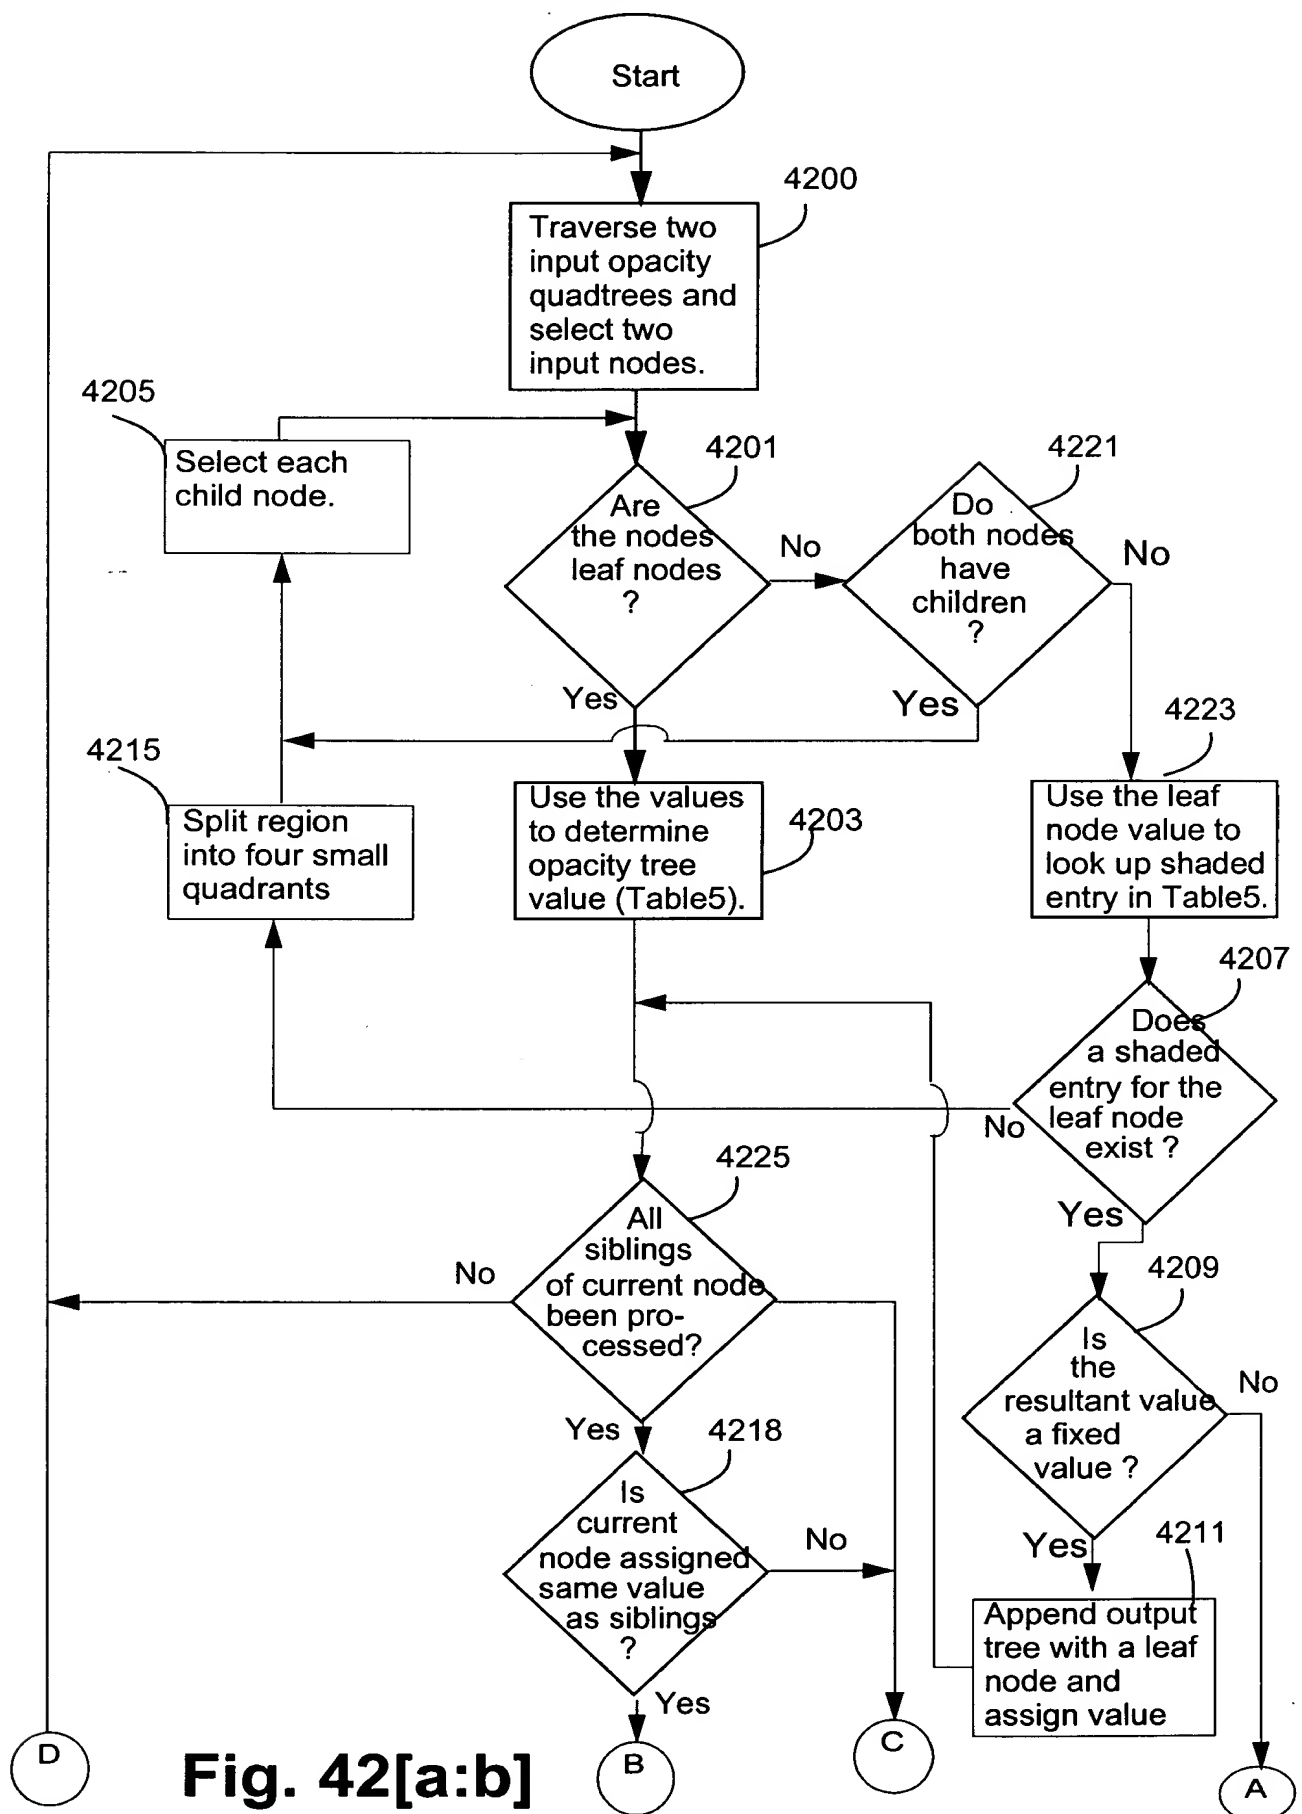 Start
4200
Traverse two
input opacity
quadtrees and
select two
input nodes.
4205
Select each
child node.
4201
Are
the nodes
leaf nodes
?
No
Yes
4221
Do
both nodes
have
children
?
No
Yes
4215
Split region
into four small
quadrants
4203
Use the values
to determine
opacity tree
value (Table5).
4223
Use the leaf
node value to
look up shaded
entry in Table5.
4207
Does
a shaded
entry for the
leaf node
exist ?
No
Yes
4225
All
siblings
of current node
been pro-
cessed?
No
Yes
4209
Is
the
resultant value
a fixed
value ?
No
Yes
4218
Is
current
node assigned
same value
as siblings
?
No
Yes
4211
Append output
tree with a leaf
node and
assign value
D
B
C
A
Fig. 42[a:b]